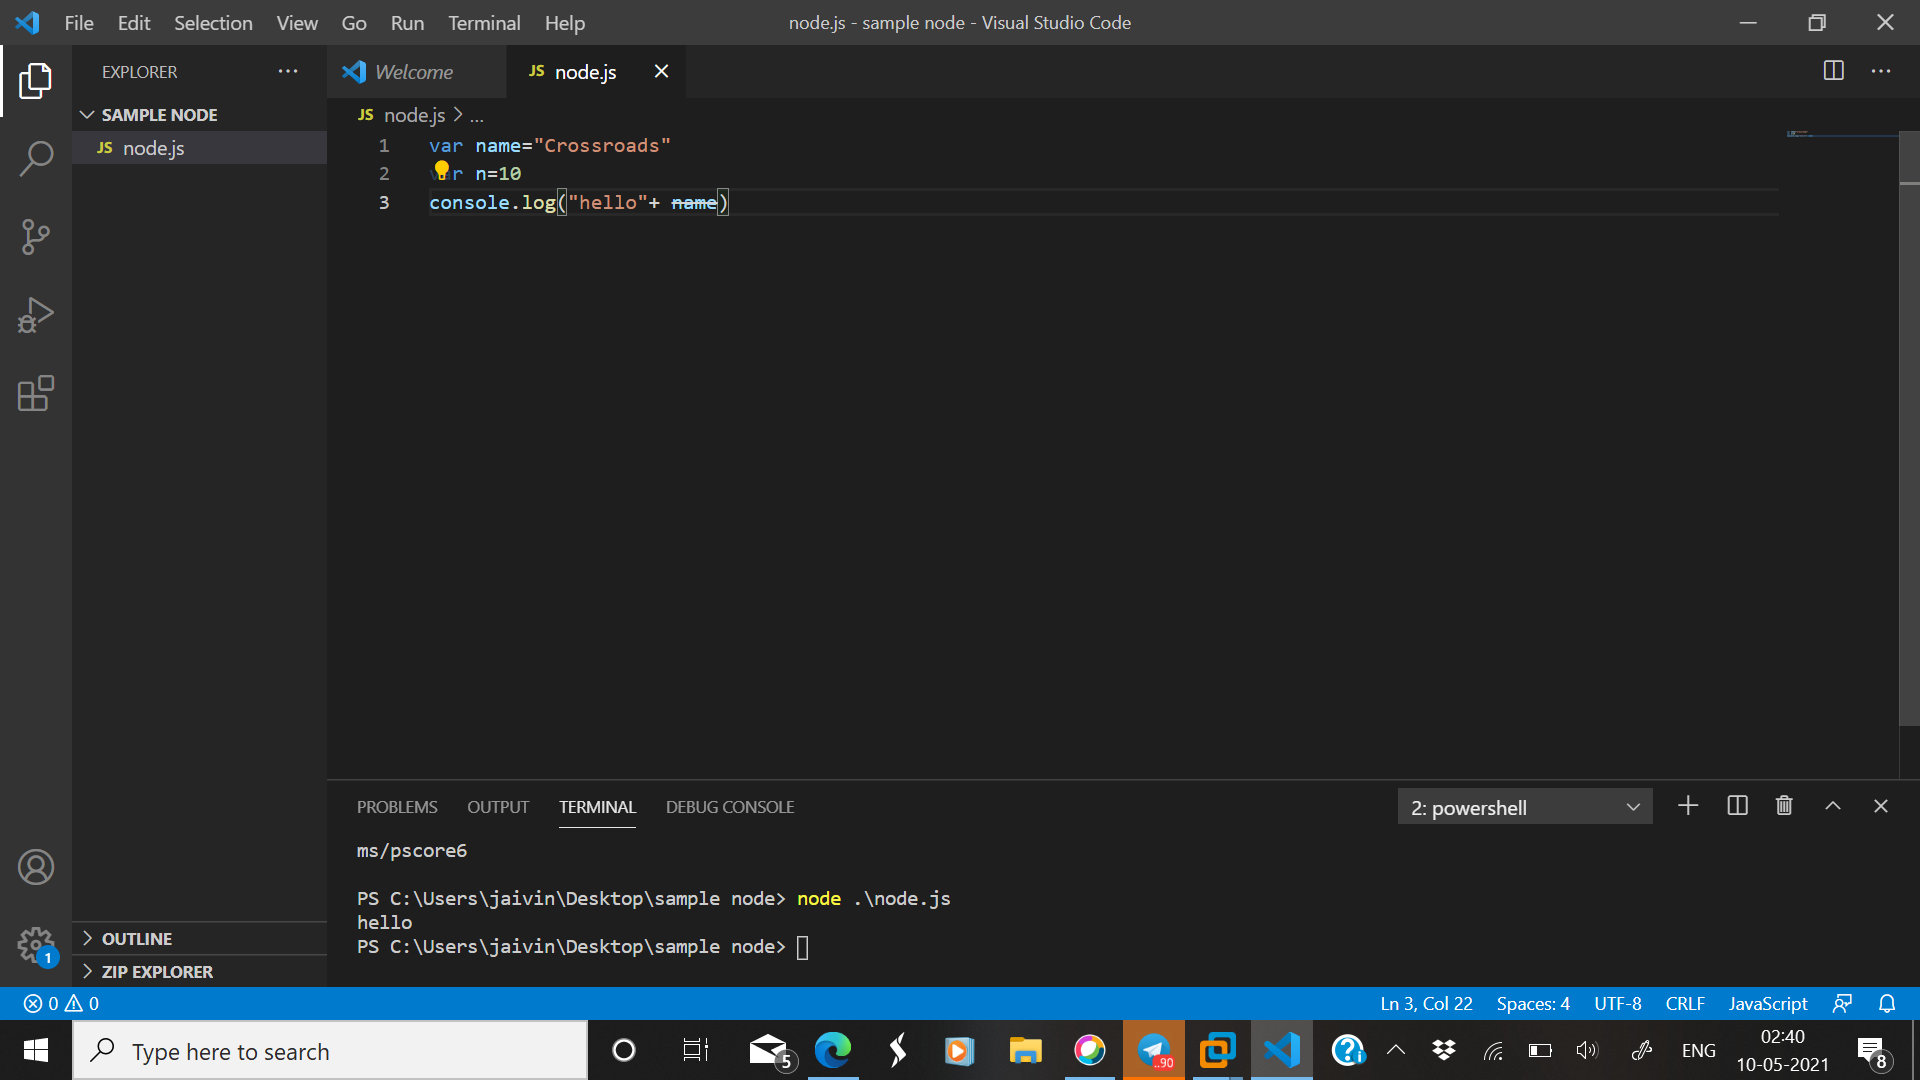 File Edit Selection View Go Run Terminal Help
node.js - sample node - Visual Studio Code
EXPLORER
Welcome
JS node.js
SAMPLE NODE
JS node.js
JS node.js > ...
1 var name="Crossroads"
2 var n=10
3 console.log("hello"+ name)
OUTLINE
ZIP EXPLORER
PROBLEMS OUTPUT TERMINAL DEBUG CONSOLE
2: powershell
ms/pscore6
PS C:\Users\jaivin\Desktop\sample node> node .\node.js
hello
PS C:\Users\jaivin\Desktop\sample node>
1
0 0
Ln 3, Col 22 Spaces: 4 UTF-8 CRLF JavaScript
Type here to search
5
..90
ENG
02:40
10-05-2021
8